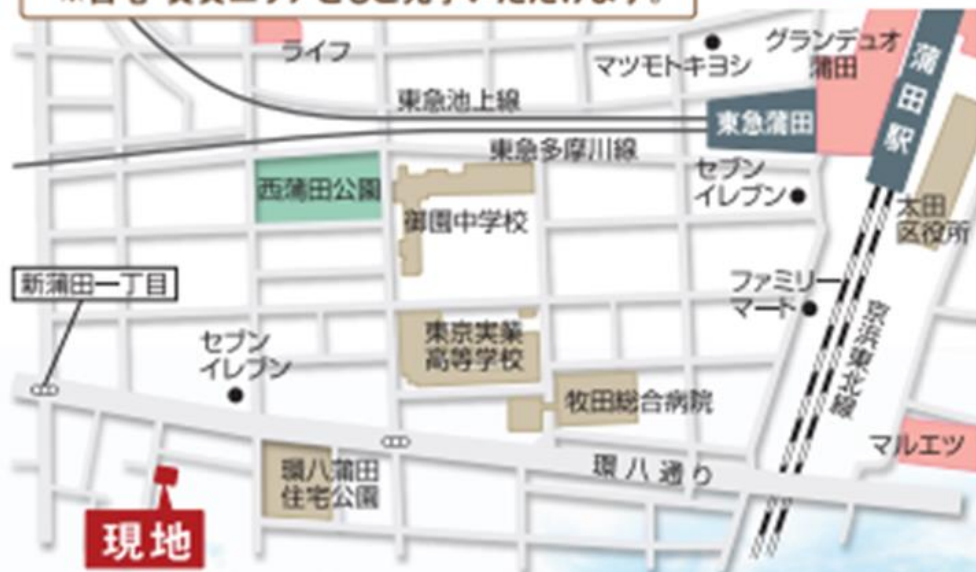 ライフ
マツモトキヨシ
グランデュオ
蒲田
蒲田駅
東急池上線
東急蒲田
東急多摩川線
西蒲田公園
御園中学校
セブン
イレブン
大田
区役所
新蒲田一丁目
ファミリー
マート
京浜東北線
セブン
イレブン
東京実業
高等学校
牧田総合病院
マルエツ
環八通り
環八蒲田
住宅公園
現地